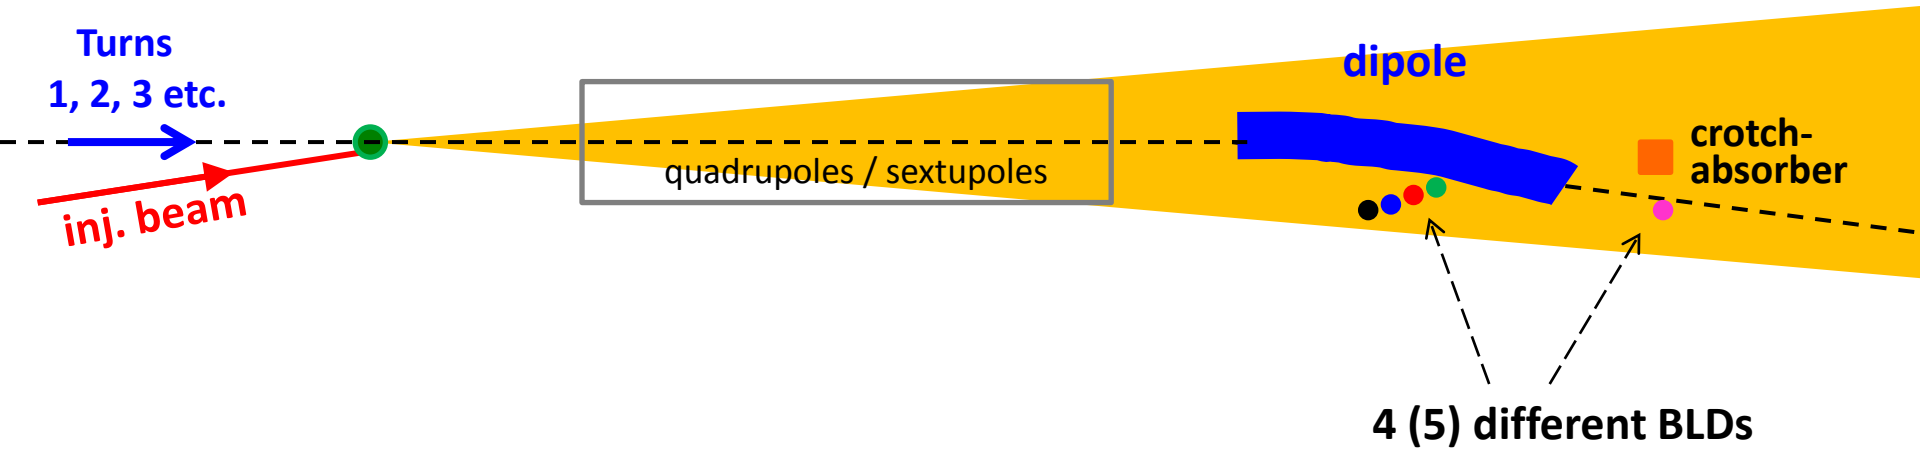 Turns
1, 2, 3 etc.
inj. beam
quadrupoles / sextupoles
dipole
crotch-
absorber
4 (5) different BLDs